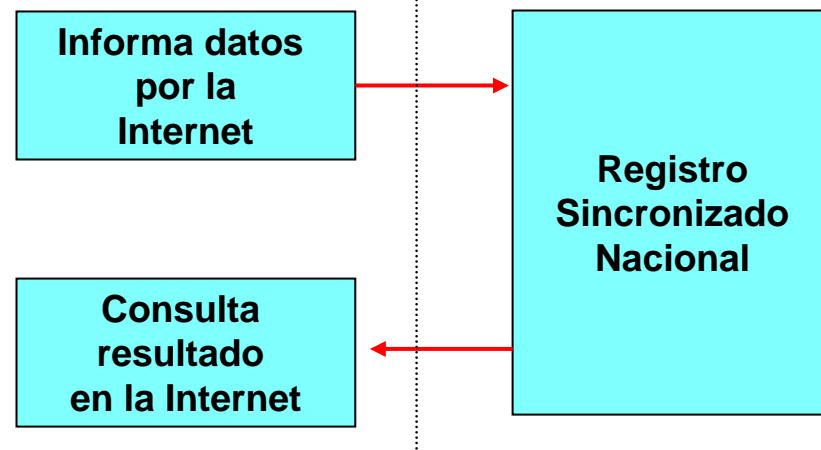 Informa datos
por la
Internet
Registro
Sincronizado
Nacional
Consulta
resultado
en la Internet